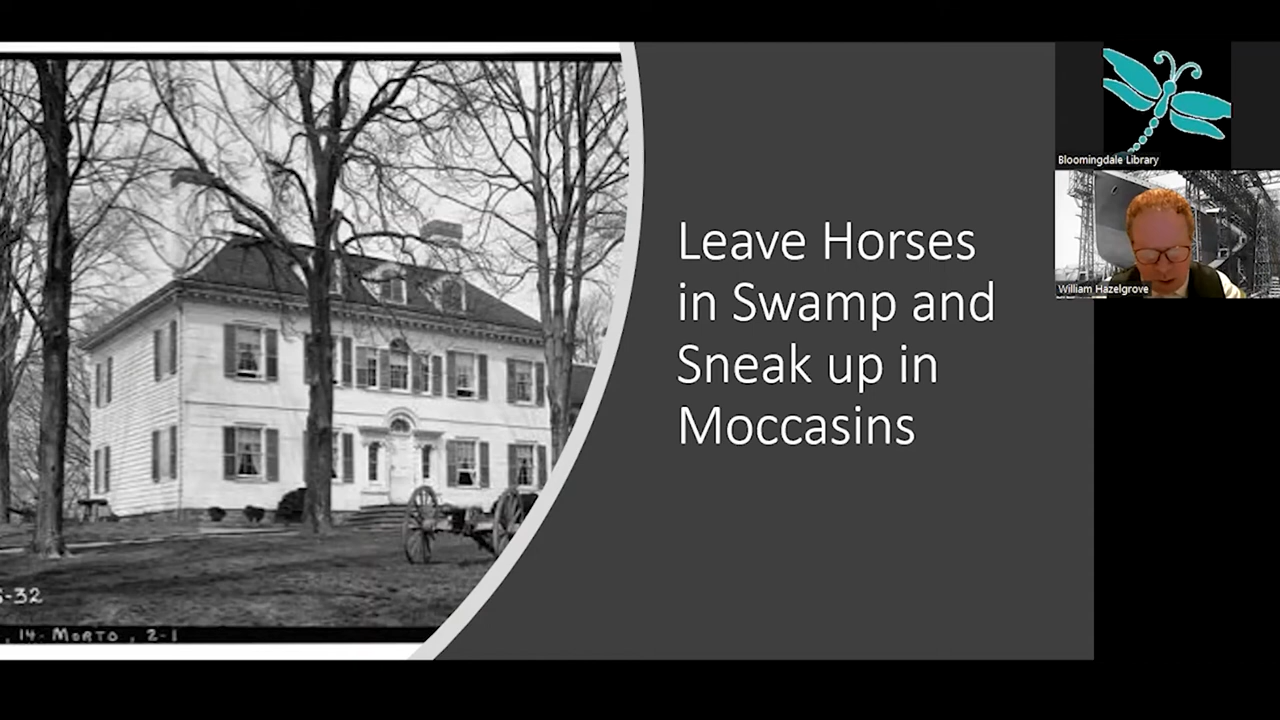 Leave Horses
in Swamp and
Sneak up in
Moccasins
Bloomingdale Library
William Hazelgrove
-32
, 14- MORTO , 2-1